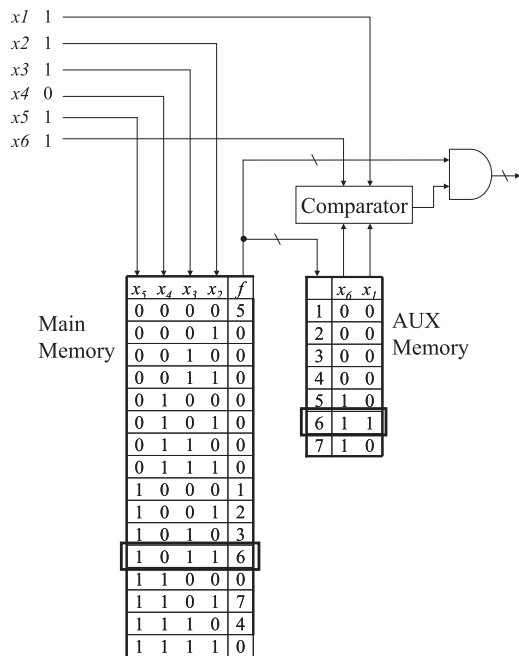 x1 1
x2 1
x3 1
x4 0
x5 1
x6 1
Comparator
Main
Memory
x5 x4 x3 x2 f
0 0 0 0 5
0 0 0 1 0
0 0 1 0 0
0 0 1 1 0
0 1 0 0 0
0 1 0 1 0
0 1 1 0 0
0 1 1 1 0
1 0 0 0 1
1 0 0 1 2
1 0 1 0 3
1 0 1 1 6
1 1 0 0 0
1 1 0 1 7
1 1 1 0 4
1 1 1 1 0
x6 x1
1 0 0
2 0 0
3 0 0
4 0 0
5 1 0
6 1 1
7 1 0
AUX
Memory